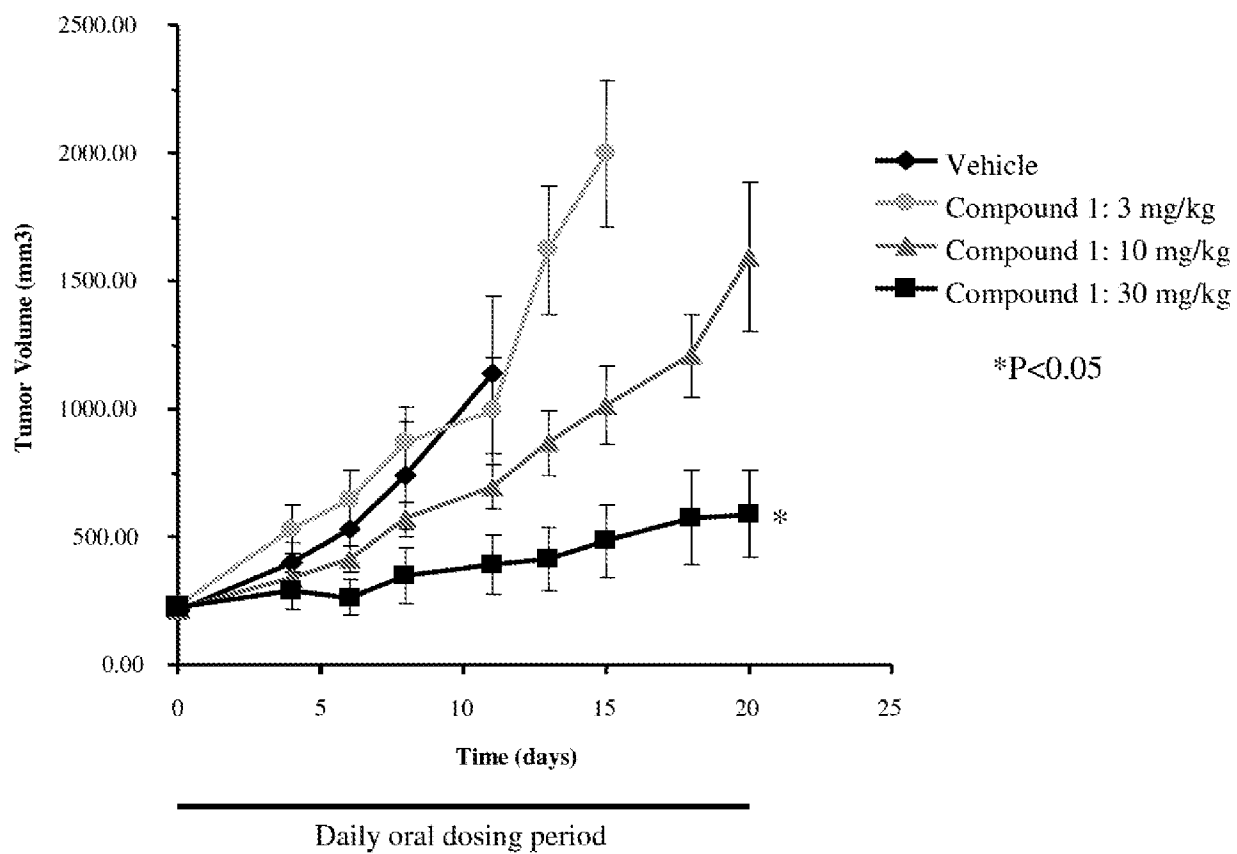 2500.00
2000.00
1500.00
1000.00
500.00
0.00
Tumor Volume (mm3)
0 5 10 15 20 25
Time (days)
Daily oral dosing period
Vehicle
Compound 1: 3 mg/kg
Compound 1: 10 mg/kg
Compound 1: 30 mg/kg
*P<0.05
*